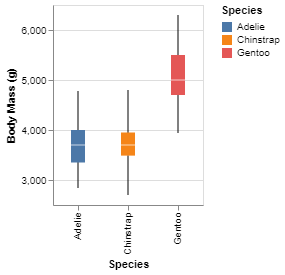 Species
Adelie
Chinstrap
Gentoo
6,000
5,000
4,000
3,000
Body Mass (g)
Adelie
Chinstrap
Gentoo
Species